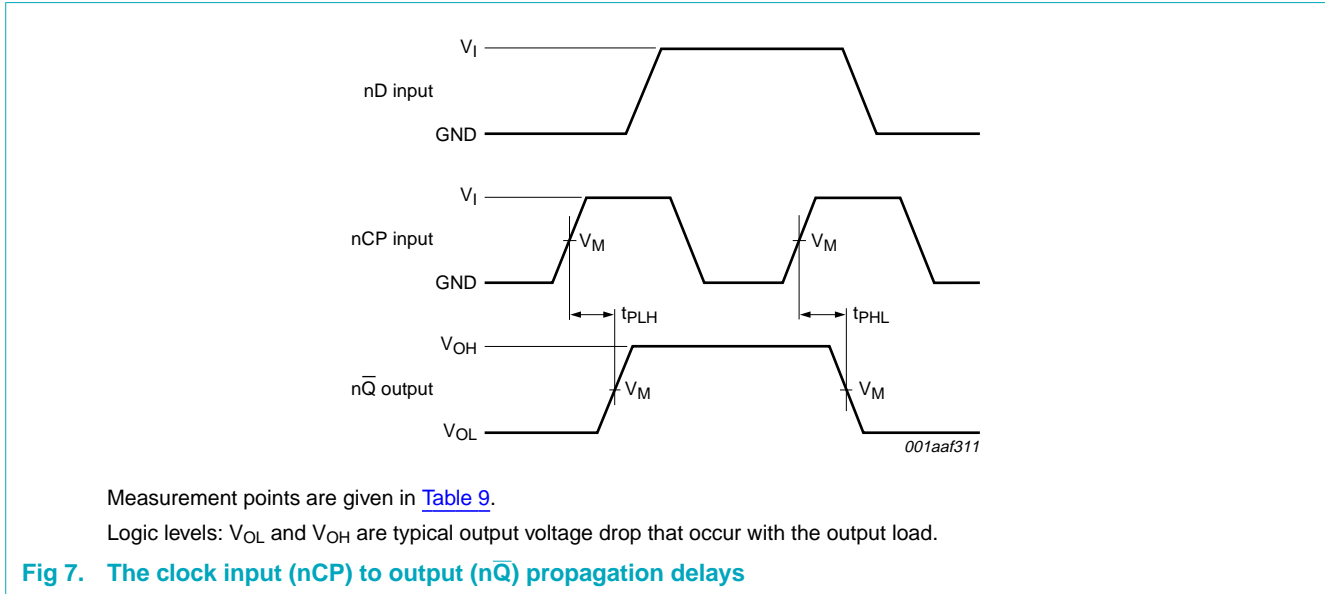 V_I
nD input
GND
V_I
nCP input
V_M
V_M
GND
t_PLH
t_PHL
V_OH
nQ̅ output
V_M
V_M
V_OL
001aaf311
Measurement points are given in Table 9.
Logic levels: V_OL and V_OH are typical output voltage drop that occur with the output load.
Fig 7. The clock input (nCP) to output (nQ̅) propagation delays